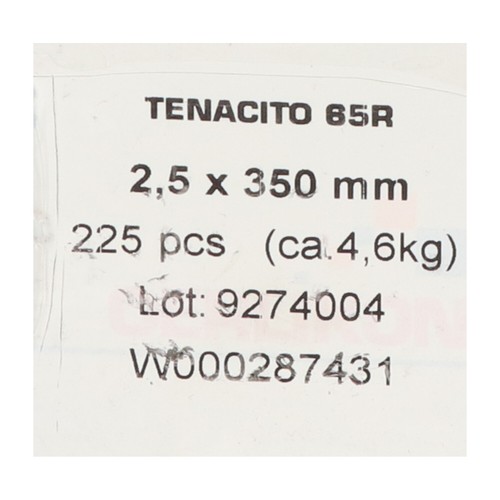 TENACITO 65R
2,5 x 350 mm
225 pcs (ca.4,6kg)
Lot: 9274004
W000287431